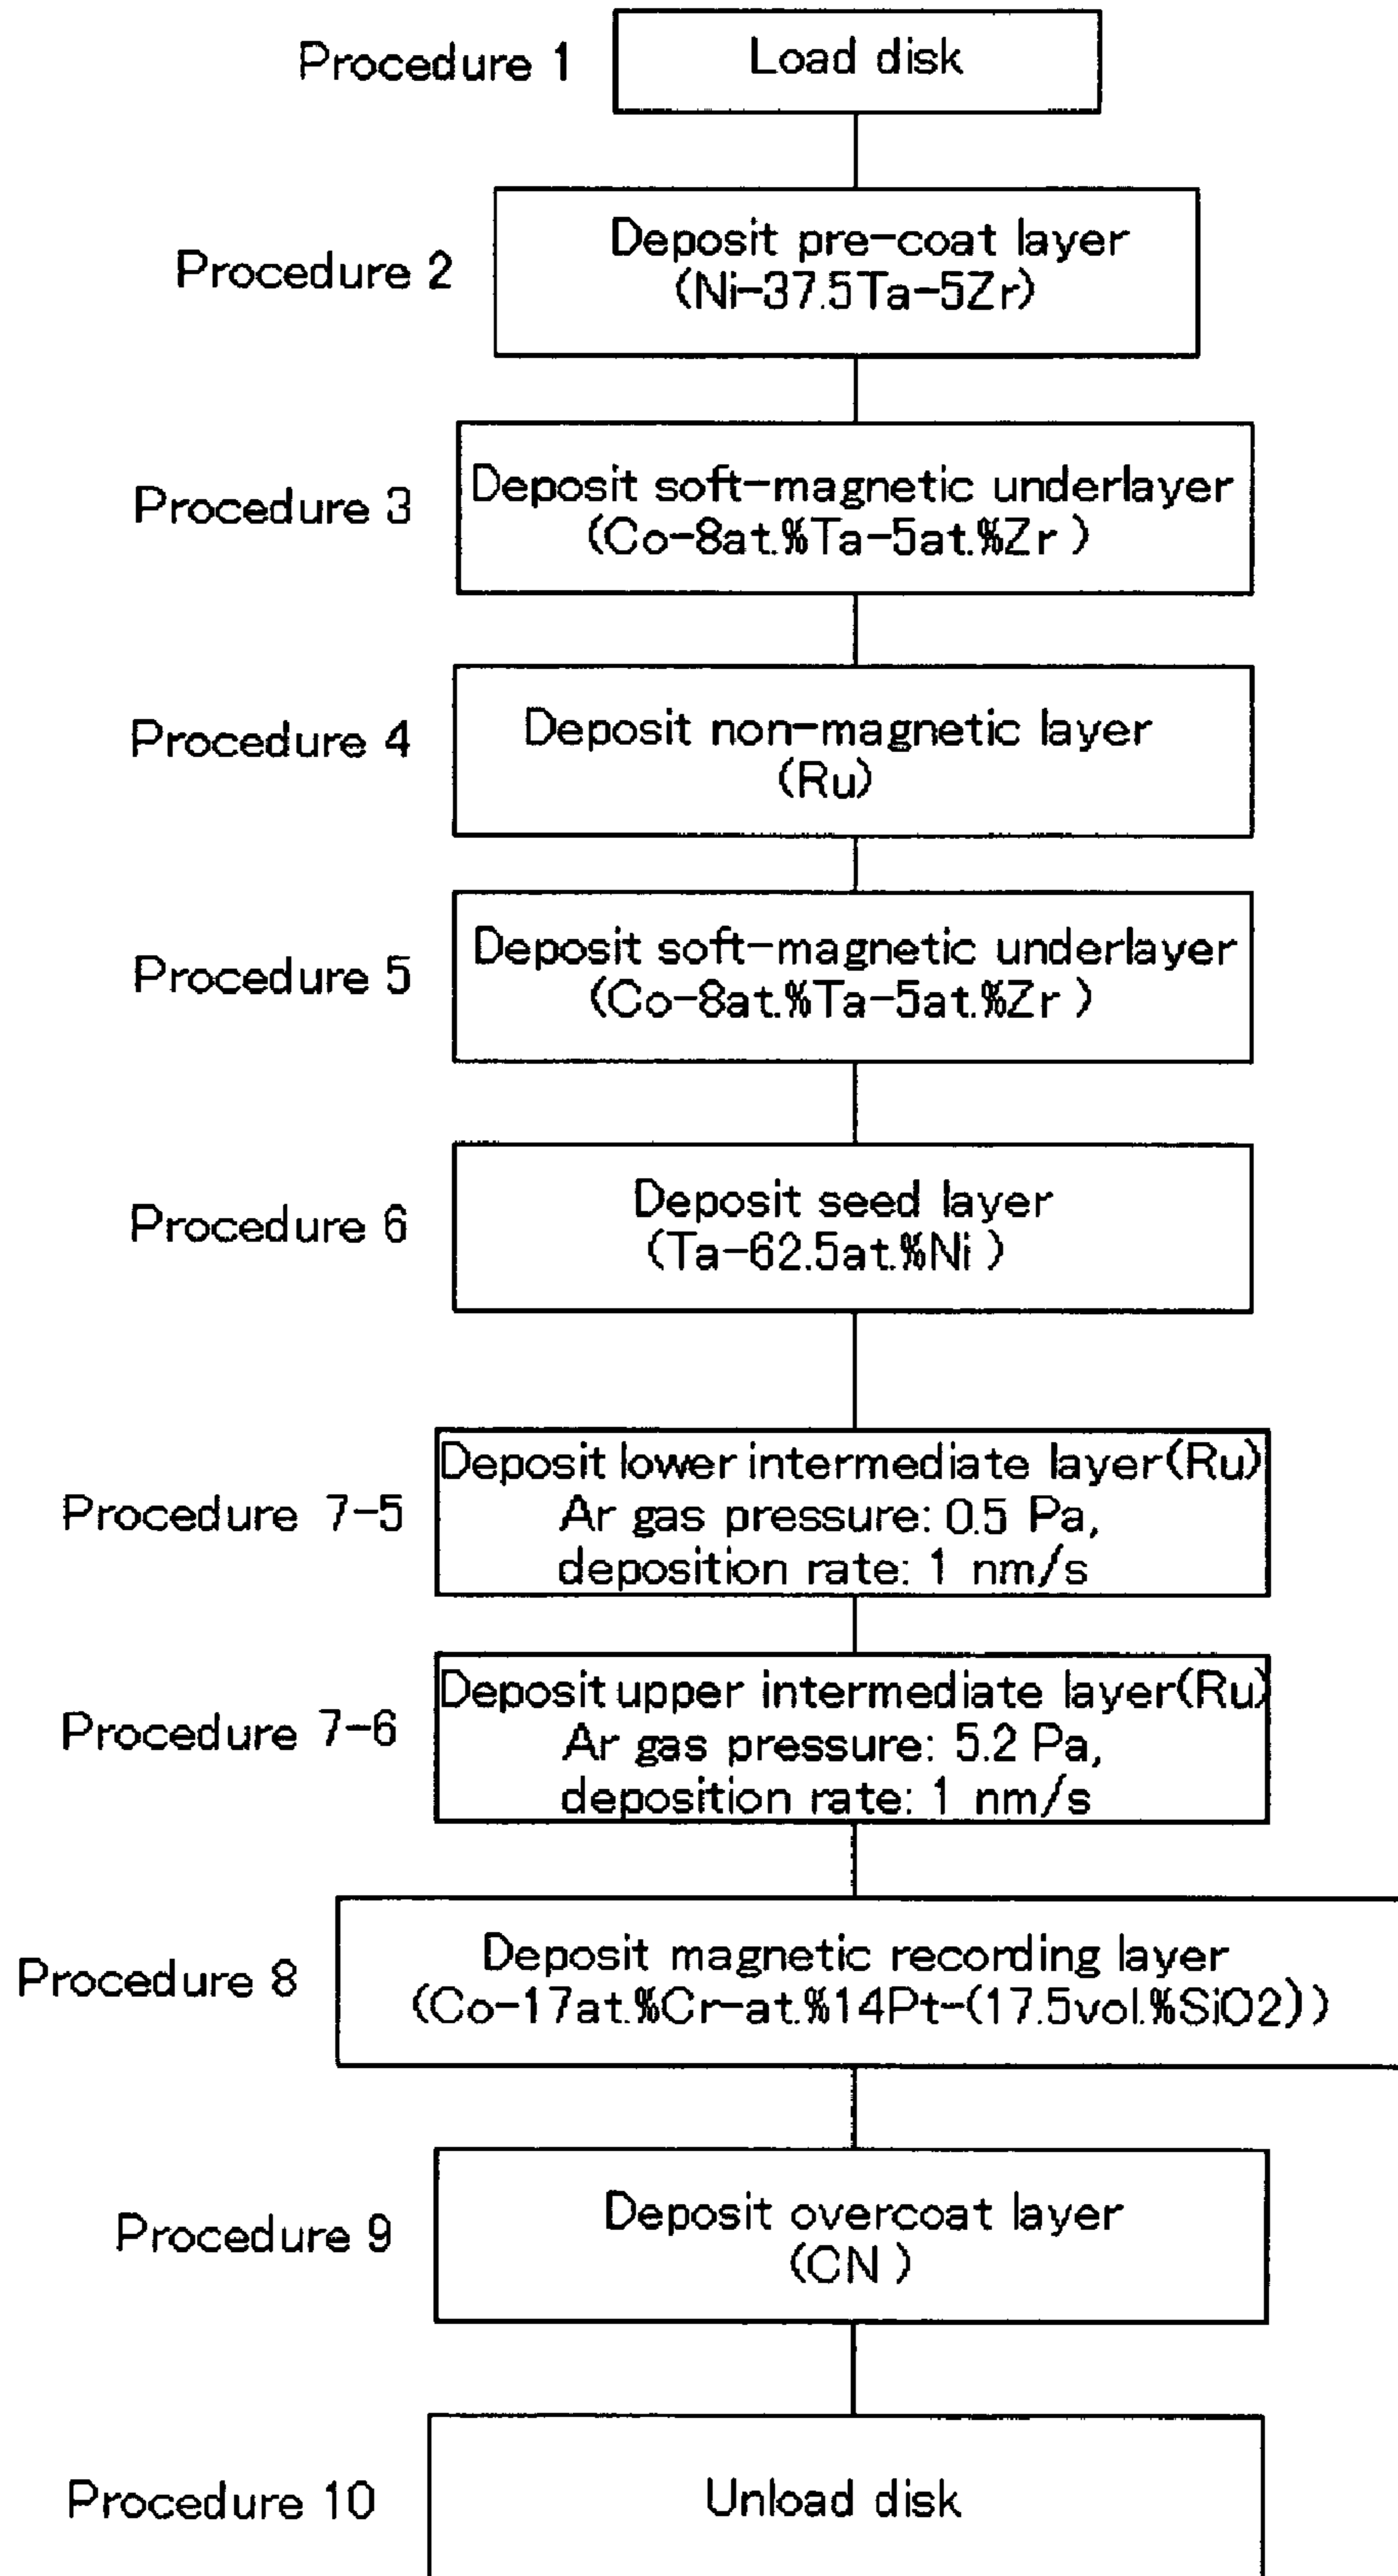 Procedure 1
Load disk
Procedure 2
Deposit pre-coat layer
(Ni-37.5Ta-5Zr)
Procedure 3
Deposit soft-magnetic underlayer
(Co-8at.%Ta-5at.%Zr )
Procedure 4
Deposit non-magnetic layer
(Ru)
Procedure 5
Deposit soft-magnetic underlayer
(Co-8at.%Ta-5at.%Zr )
Procedure 6
Deposit seed layer
(Ta-62.5at.%Ni )
Procedure 7-5
Deposit lower intermediate layer(Ru)
Ar gas pressure: 0.5 Pa,
deposition rate: 1 nm/s
Procedure 7-6
Deposit upper intermediate layer(Ru)
Ar gas pressure: 5.2 Pa,
deposition rate: 1 nm/s
Procedure 8
Deposit magnetic recording layer
(Co-17at.%Cr-at.%14Pt-(17.5vol.%SiO2))
Procedure 9
Deposit overcoat layer
(CN )
Procedure 10
Unload disk